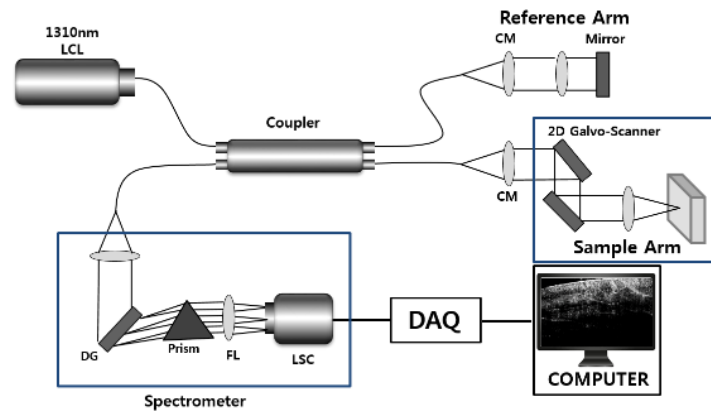 Reference Arm
1310nm
LCL
CM
Mirror
Coupler
2D Galvo-Scanner
CM
Sample Arm
DG
Prism
FL
LSC
DAQ
COMPUTER
Spectrometer